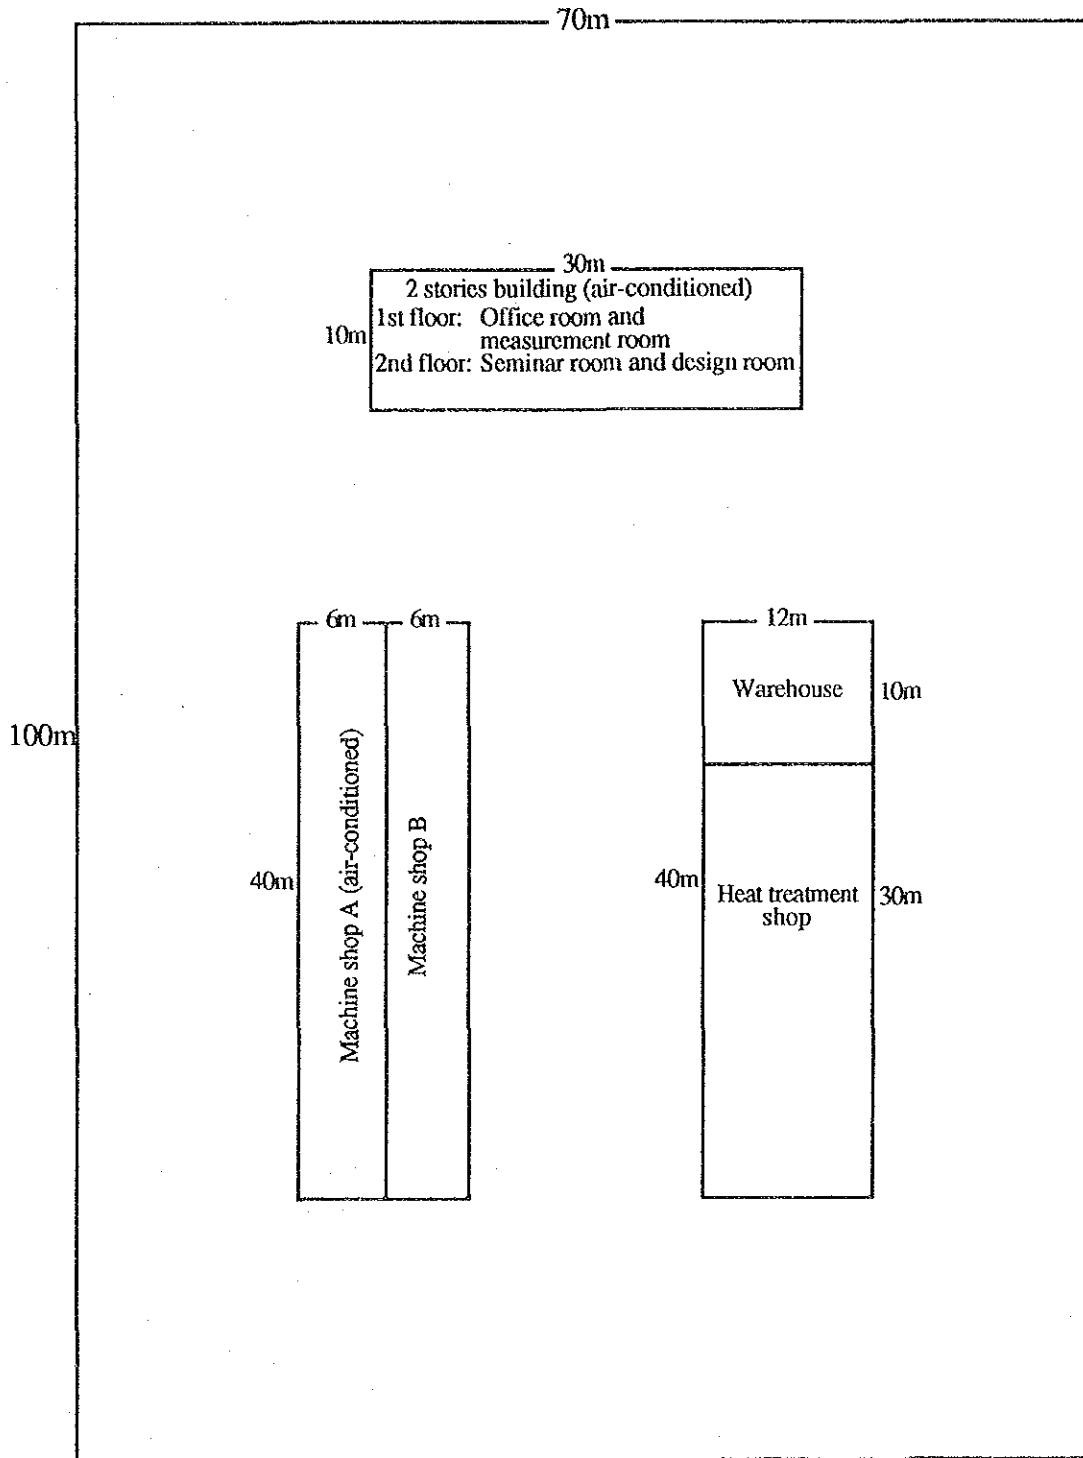 70m
30m
2 stories building (air-conditioned)
1st floor: Office room and
measurement room
10m
2nd floor: Seminar room and design room
6m 6m
12m
Warehouse
10m
100m
Machine shop A (air-conditioned)
Machine shop B
40m
40m
Heat treatment
shop
30m